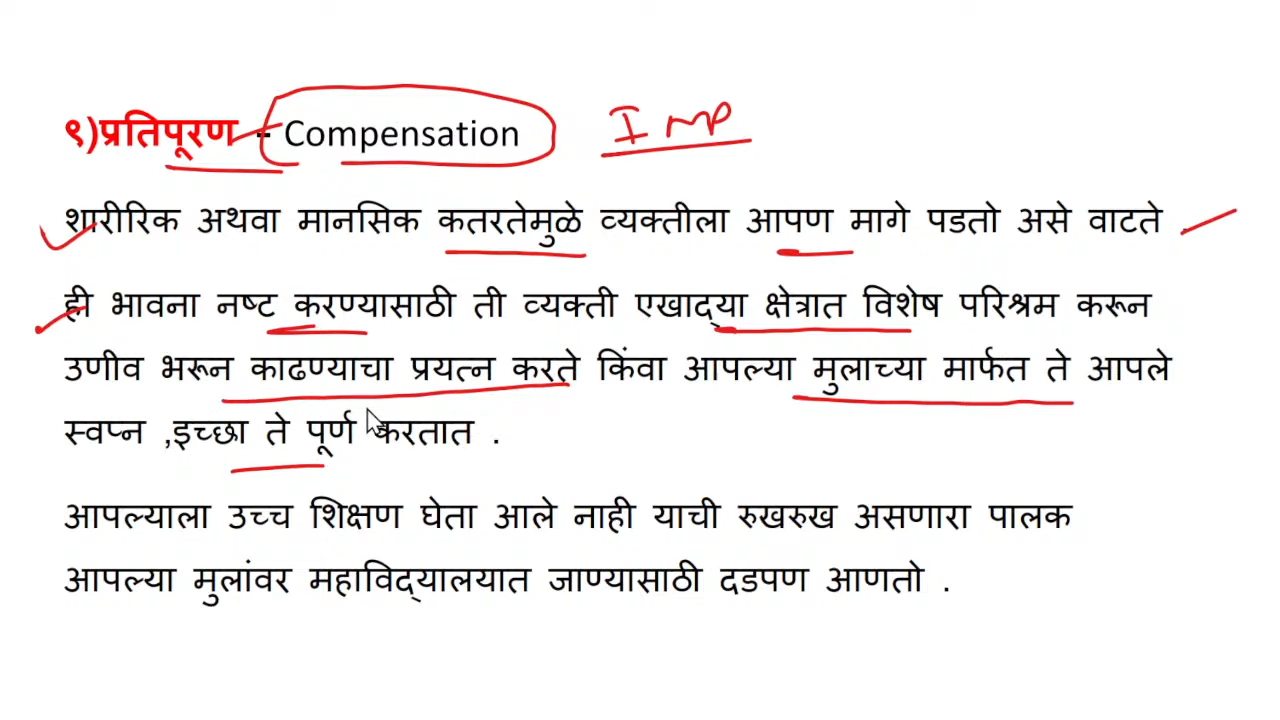 ९)प्रतिपूरण - Compensation IMP
शारीरिक अथवा मानसिक कतरतेमुळे व्यक्तीला आपण मागे पडतो असे वाटते .
ही भावना नष्ट करण्यासाठी ती व्यक्ती एखाद्या क्षेत्रात विशेष परिश्रम करून
उणीव भरून काढण्याचा प्रयत्न करते किंवा आपल्या मुलाच्या मार्फत ते आपले
स्वप्न ,इच्छा ते पूर्ण करतात .
आपल्याला उच्च शिक्षण घेता आले नाही याची रुखरुख असणारा पालक
आपल्या मुलांवर महाविद्यालयात जाण्यासाठी दडपण आणतो .